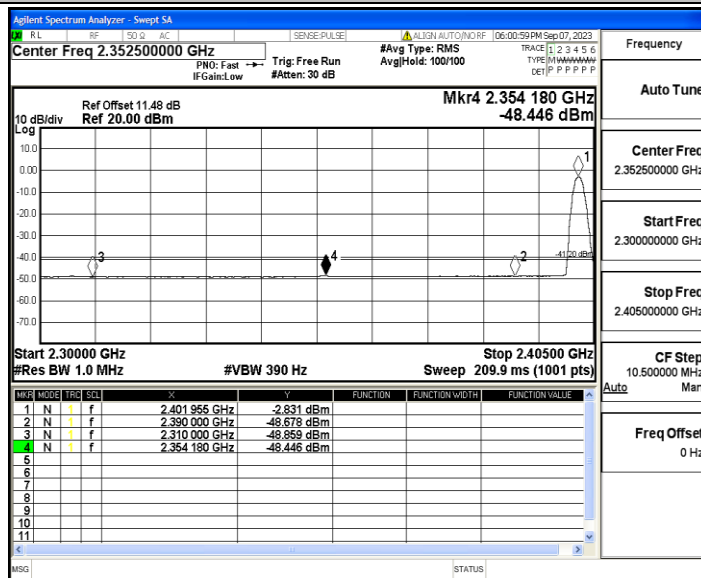 Agilent Spectrum Analyzer - Swept SA
RL RF 50 Ω AC SENSE:PULSE ALIGN AUTO/NO RF 06:00:59 PM Sep 07, 2023
Center Freq 2.352500000 GHz
PNO: Fast Trig: Free Run
IFGain:Low #Atten: 30 dB
#Avg Type: RMS
Avg|Hold: 100/100
TRACE 1 2 3 4 5 6
TYPE M
DET P P P P P P
Ref Offset 11.48 dB
10 dB/div Ref 20.00 dBm
Log
Mkr4 2.354 180 GHz
-48.446 dBm
10.0
0.00
-10.0
-20.0
-30.0
-40.0
-50.0
-60.0
-70.0
1
3
4
2
-41.20 dBm
Start 2.30000 GHz Stop 2.40500 GHz
#Res BW 1.0 MHz #VBW 390 Hz Sweep 209.9 ms (1001 pts)
MKR MODE TRC SCL X Y FUNCTION FUNCTION WIDTH FUNCTION VALUE
1 N 1 f 2.401 955 GHz -2.831 dBm
2 N 1 f 2.390 000 GHz -48.678 dBm
3 N 1 f 2.310 000 GHz -48.859 dBm
4 N 1 f 2.354 180 GHz -48.446 dBm
5
6
7
8
9
10
11
MSG STATUS
Frequency
Auto Tune
Center Freq
2.352500000 GHz
Start Freq
2.300000000 GHz
Stop Freq
2.405000000 GHz
CF Step
10.500000 MHz
Auto Man
Freq Offset
0 Hz